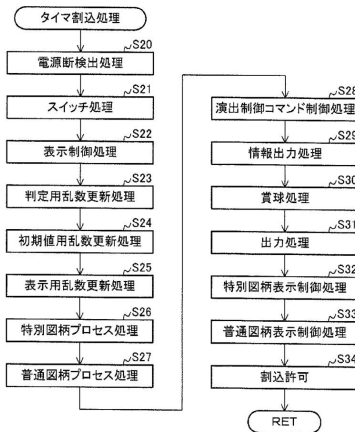 タイマ割込処理
S20
電源断検出処理
S21
スイッチ処理
S22
表示制御処理
S23
判定用乱数更新処理
S24
初期値用乱数更新処理
S25
表示用乱数更新処理
S26
特別図柄プロセス処理
S27
普通図柄プロセス処理
S28
演出制御コマンド制御処理
S29
情報出力処理
S30
賞球処理
S31
出力処理
S32
特別図柄表示制御処理
S33
普通図柄表示制御処理
S34
割込許可
RET